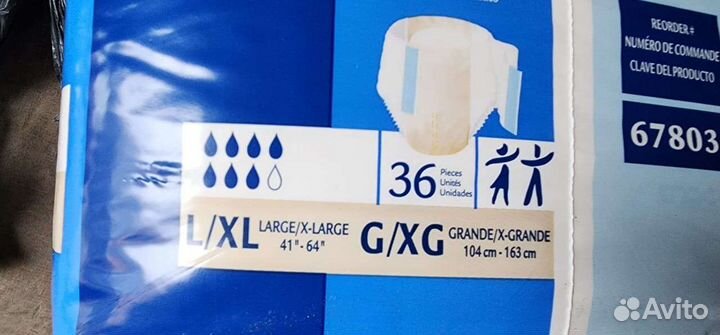 REORDER #
NUMÉRO DE COMMANDE
CLAVE DEL PRODUCTO
67803
36
Pieces
Unités
Unidades
L/XL
LARGE/X-LARGE
41" - 64"
G/XG
GRANDE/X-GRANDE
104 cm - 163 cm
Avito